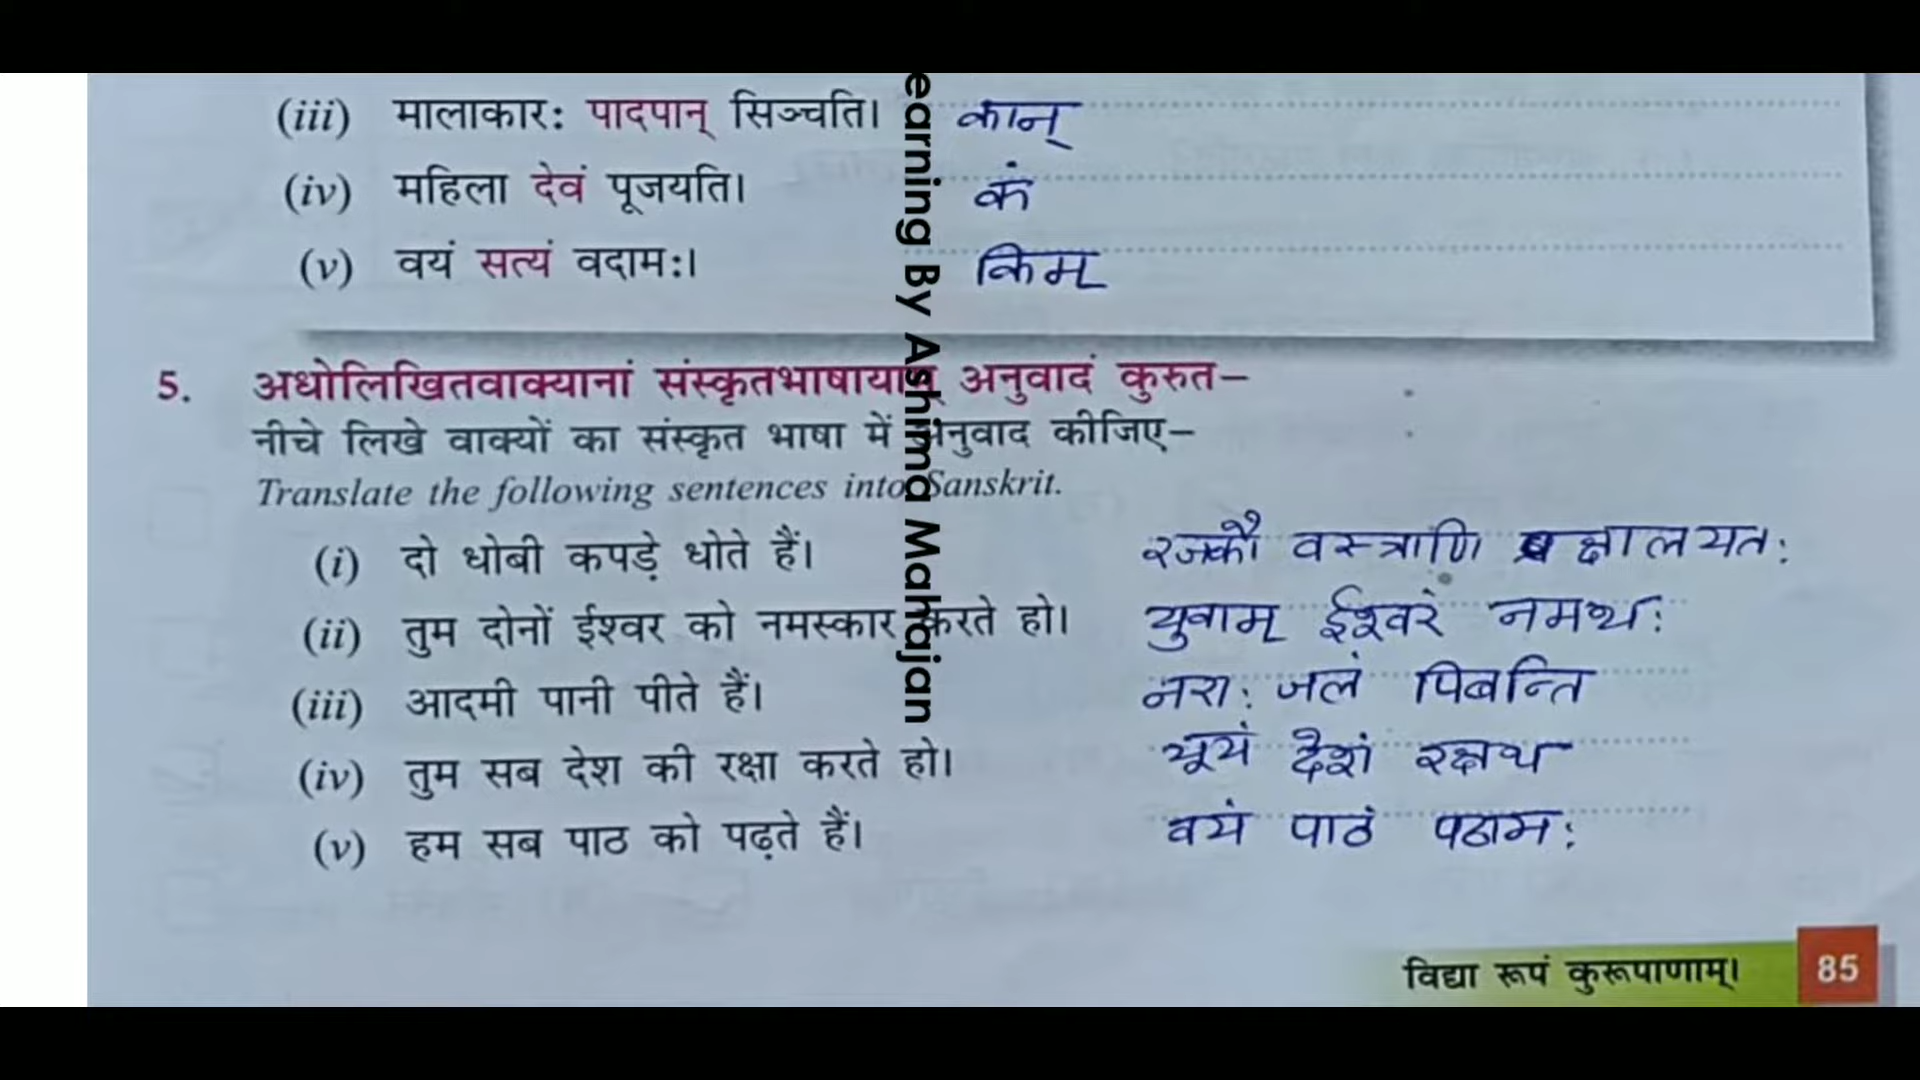 (iii) मालाकारः पादपान् सिञ्चति। कान्
(iv) महिला देवं पूजयति। कं
(v) वयं सत्यं वदामः। किम्
5. अधोलिखितवाक्यानां संस्कृतभाषायाम् अनुवादं कुरुत–
नीचे लिखे वाक्यों का संस्कृत भाषा में अनुवाद कीजिए–
Translate the following sentences into Sanskrit.
(i) दो धोबी कपड़े धोते हैं। रजकौ वस्त्राणि प्रक्षालयतः
(ii) तुम दोनों ईश्वर को नमस्कार करते हो। युवाम् ईश्वरं नमथः
(iii) आदमी पानी पीते हैं। नराः जलं पिबन्ति
(iv) तुम सब देश की रक्षा करते हो। यूयं देशं रक्षथ
(v) हम सब पाठ को पढ़ते हैं। वयं पाठं पठामः
विद्या रूपं कुरूपाणाम्। 85
earning By Ashima Mahajan